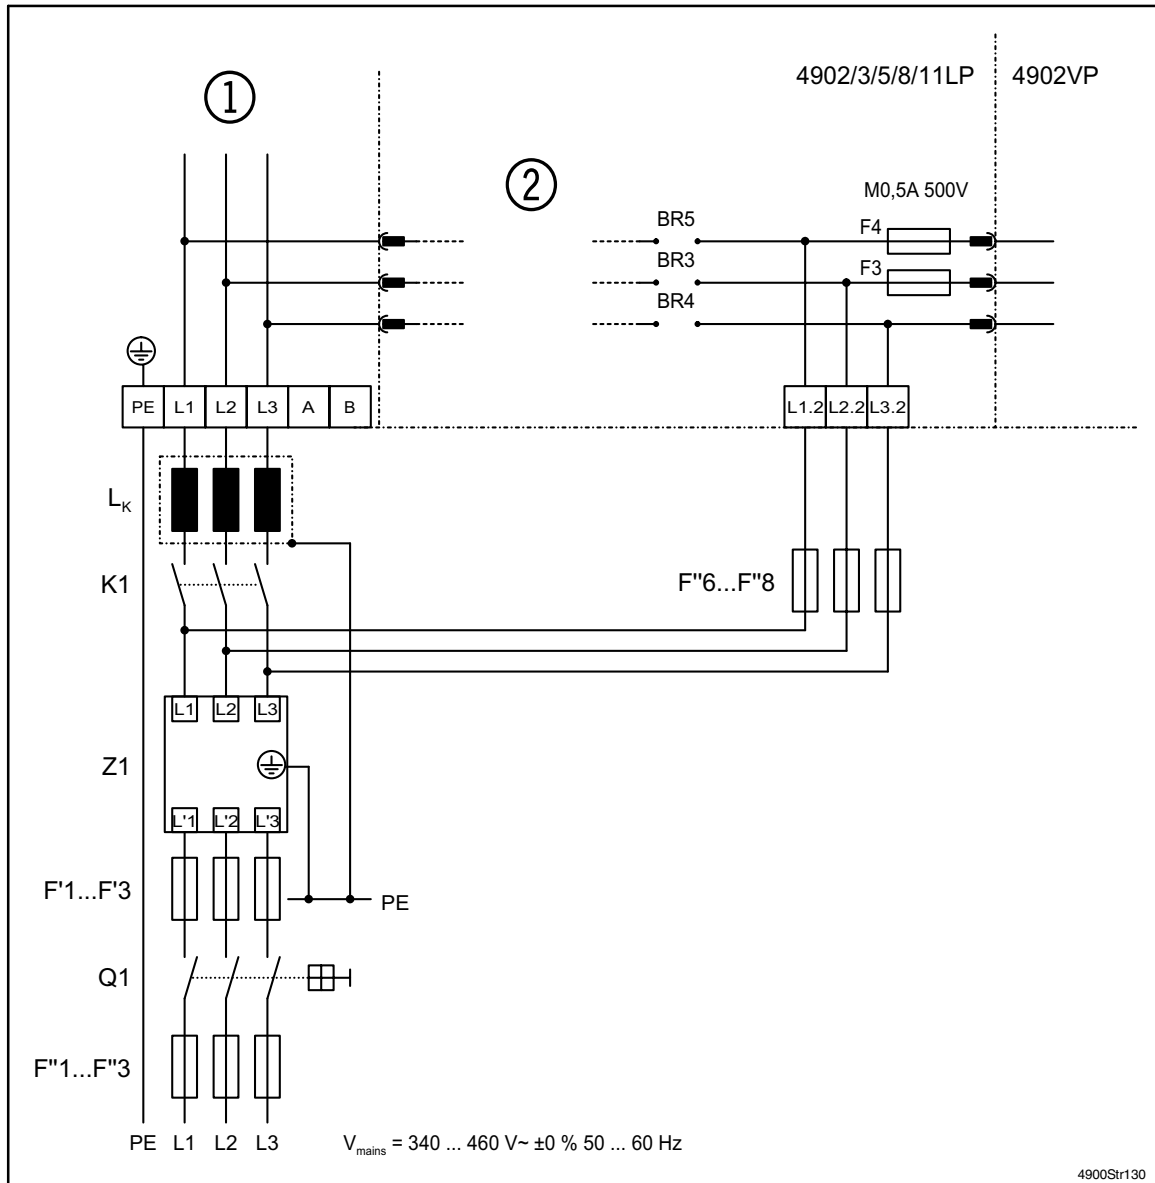 4902/3/5/8/11LP 4902VP
1
2
M0,5A 500V
BR5 F4
BR3 F3
BR4
PE L1 L2 L3 A B L1.2 L2.2 L3.2
LK
K1 F"6...F"8
L1 L2 L3
Z1
L'1 L'2 L'3
F'1...F'3 PE
Q1
F"1...F"3
PE L1 L2 L3 Vmains = 340 ... 460 V~ ±0 % 50 ... 60 Hz
4900Str130